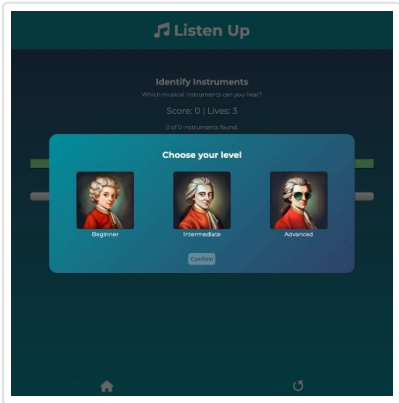 Listen Up
Identify Instruments
Which musical instruments can you hear?
Score: 0 | Lives: 3
0 of 0 instruments found.
Choose your level
Beginner Intermediate Advanced
Confirm